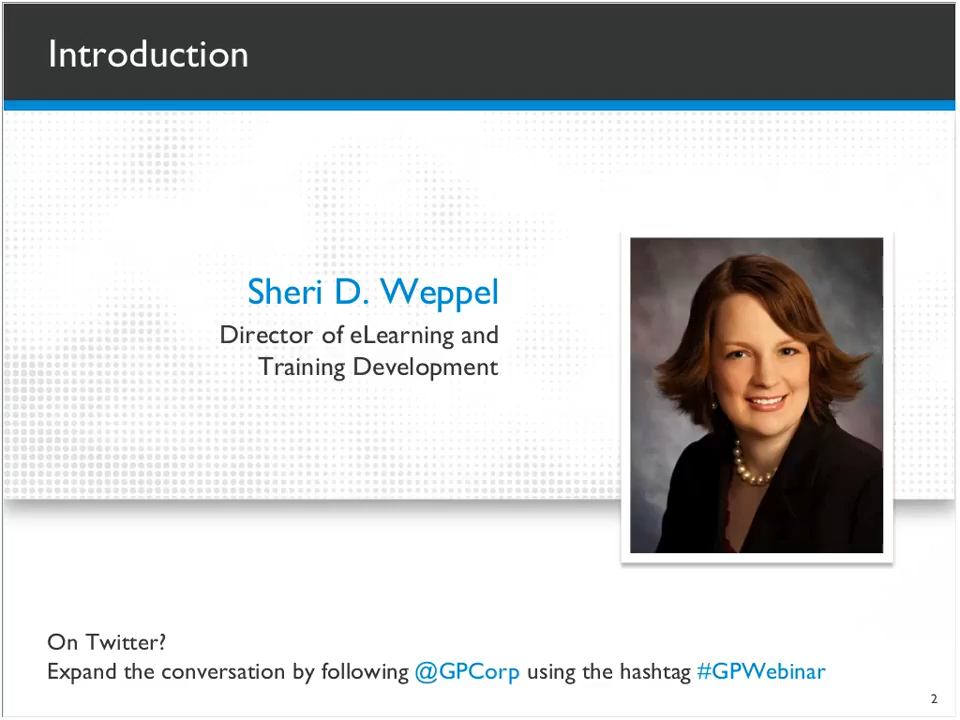 Introduction
Sheri D. Weppel
Director of eLearning and
Training Development
On Twitter?
Expand the conversation by following @GPCorp using the hashtag #GPWebinar
2